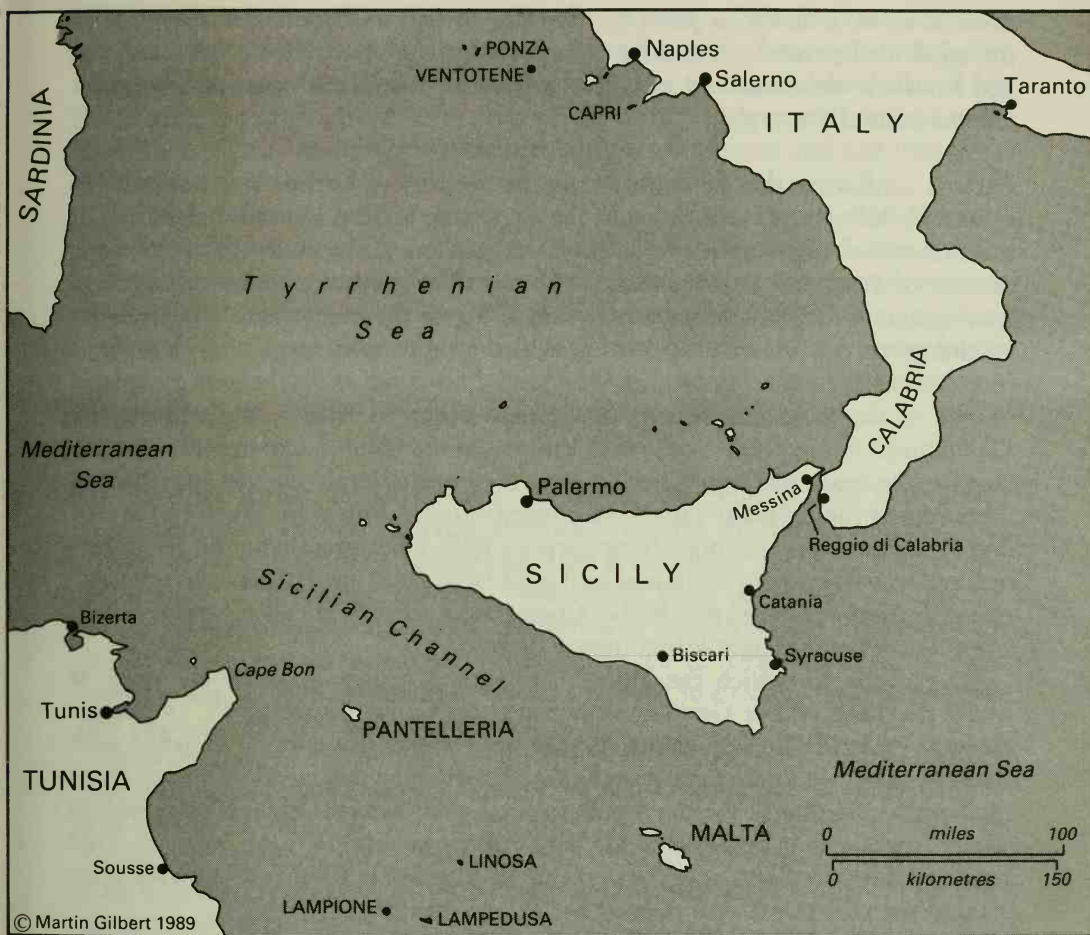 PONZA
VENTOTENE
Naples
Salerno
CAPRI
Taranto
ITALY
SARDINIA
Tyrrhenian
Sea
CALABRIA
Mediterranean
Sea
Palermo
Messina
Reggio di Calabria
SICILY
Sicilian Channel
Catania
Bizerta
Biscari
Syracuse
Cape Bon
Tunis
PANTELLERIA
TUNISIA
Mediterranean Sea
MALTA
0 miles 100
0 kilometres 150
Sousse
LINOSA
LAMPIONE
LAMPEDUSA
© Martin Gilbert 1989